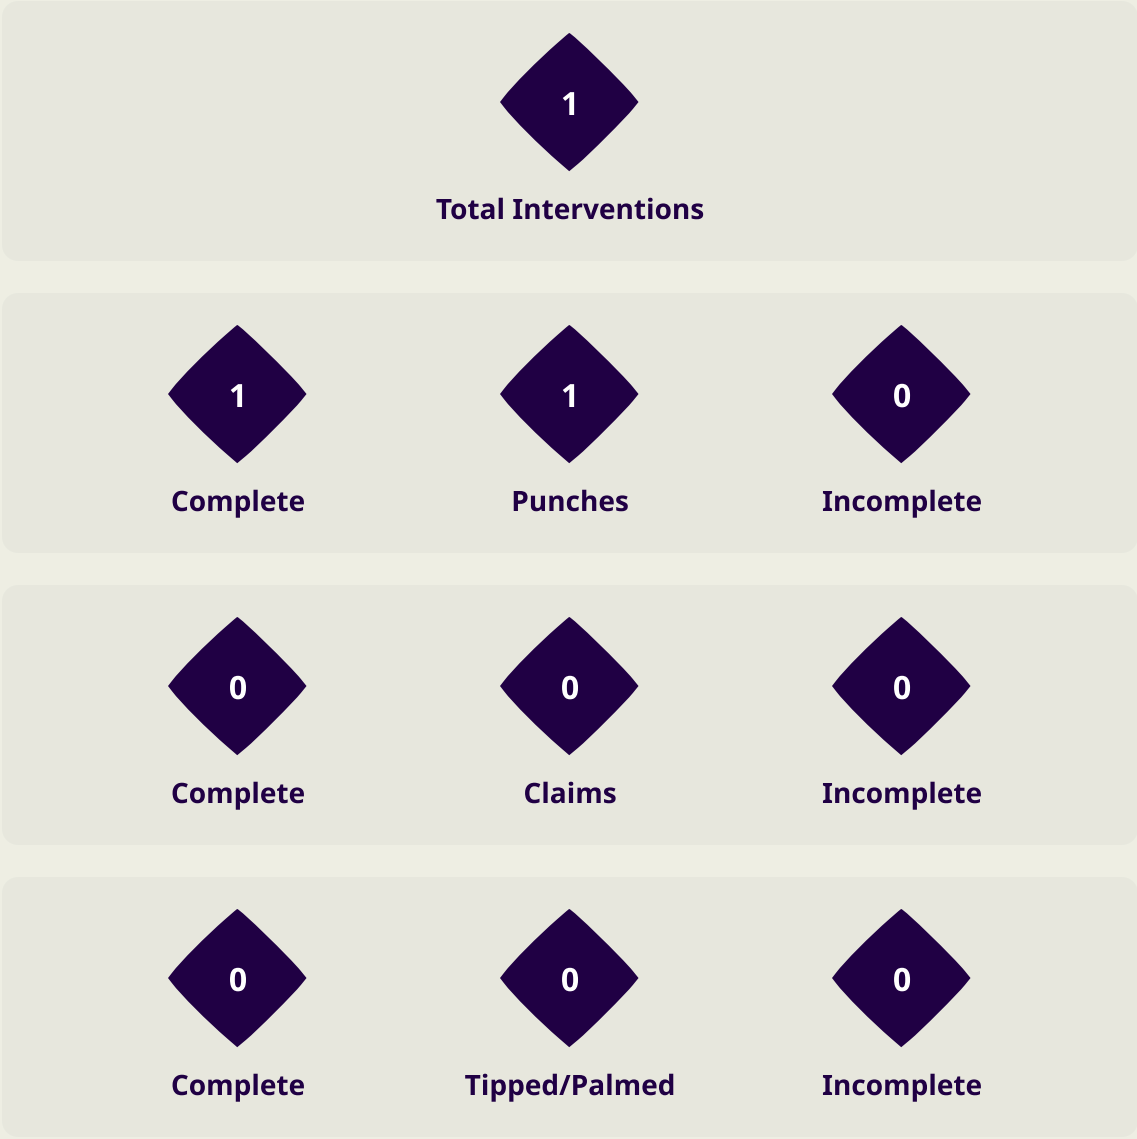 1
Total Interventions
1 1 0
Complete Punches Incomplete
0 0 0
Complete Claims Incomplete
0 0 0
Complete Tipped/Palmed Incomplete